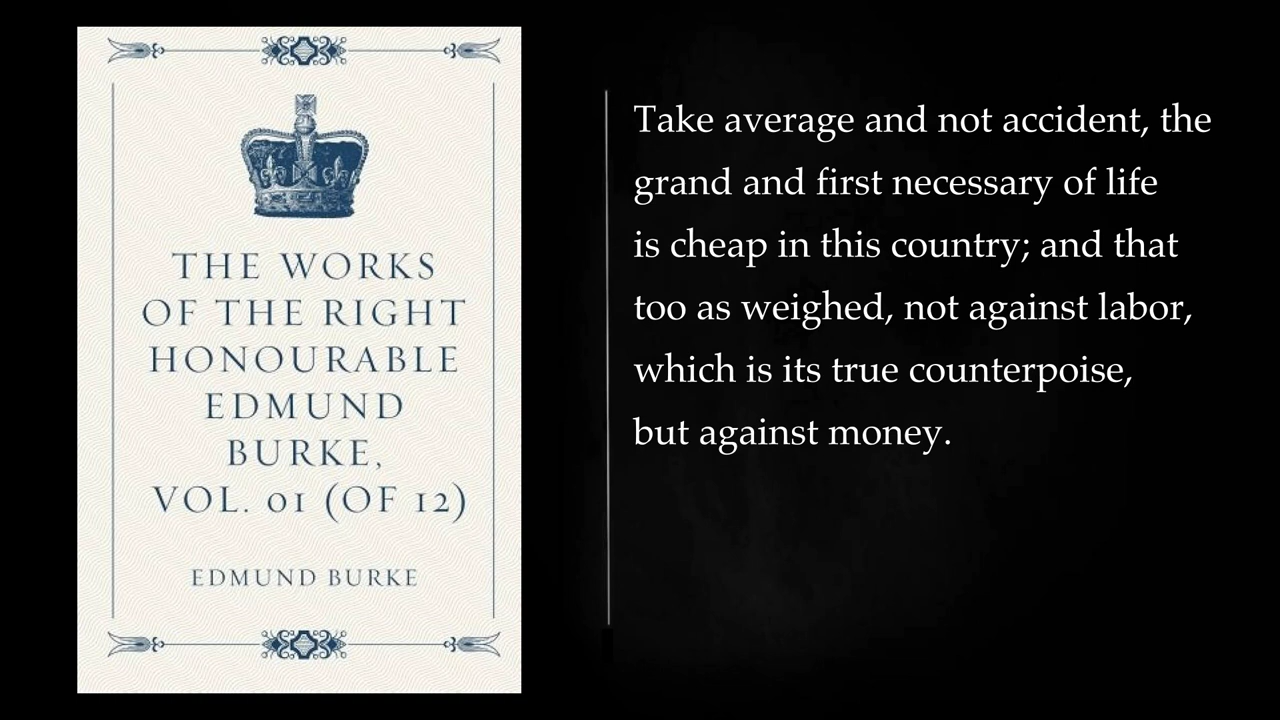 THE WORKS
OF THE RIGHT
HONOURABLE
EDMUND
BURKE,
VOL. 01 (OF 12)
EDMUND BURKE
Take average and not accident, the
grand and first necessary of life
is cheap in this country; and that
too as weighed, not against labor,
which is its true counterpoise,
but against money.